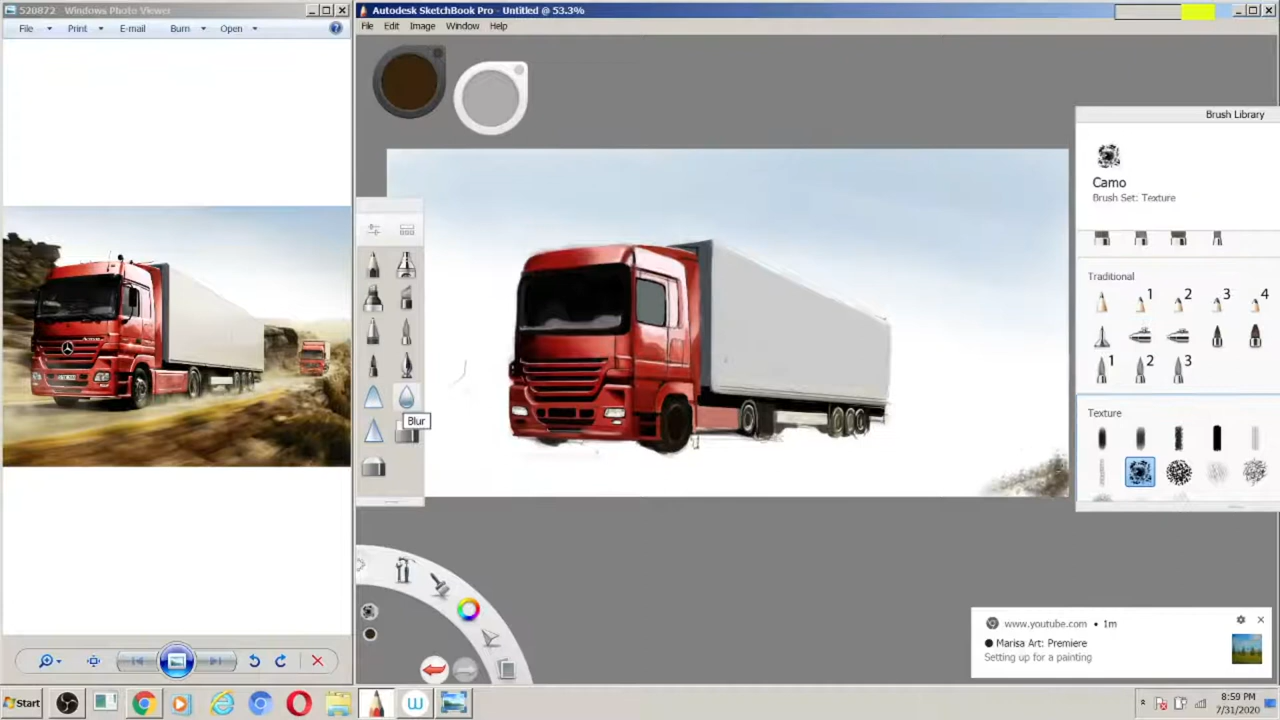 520872 - Windows Photo Viewer
File Print E-mail Burn Open
Autodesk SketchBook Pro - Untitled @ 53.3%
File Edit Image Window Help
Brush Library
Camo
Brush Set: Texture
Traditional
1 2 3 4
1 2 3
Texture
Blur
www.youtube.com • 1m
Marisa Art: Premiere
Setting up for a painting
Start
W
8:59 PM
7/31/2020